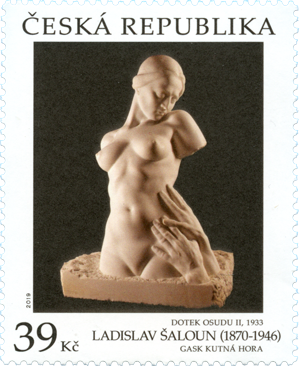 ČESKÁ REPUBLIKA
2019
DOTEK OSUDU II, 1933
39 Kč
LADISLAV ŠALOUN (1870-1946)
GASK KUTNÁ HORA